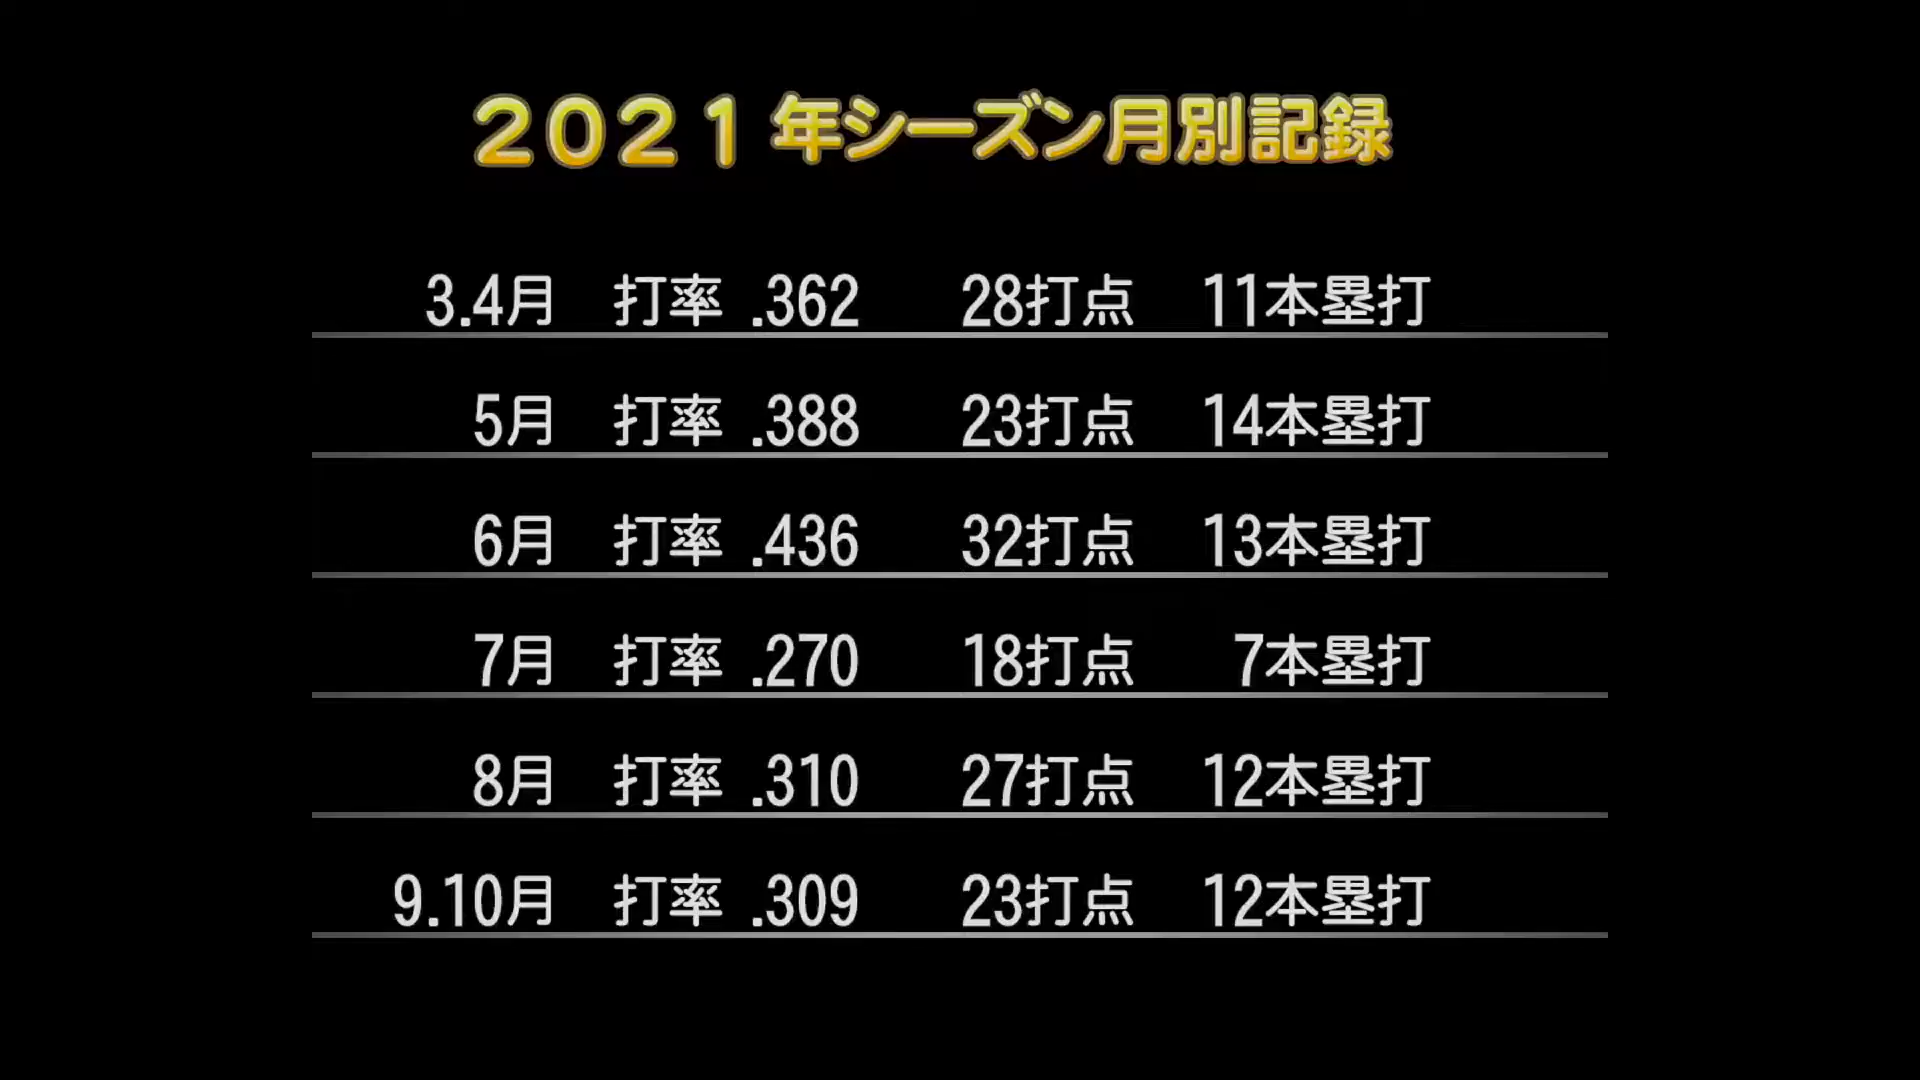 2021年シーズン月別記録
3.4月 打率 .362 28打点 11本塁打
5月 打率 .388 23打点 14本塁打
6月 打率 .436 32打点 13本塁打
7月 打率 .270 18打点 7本塁打
8月 打率 .310 27打点 12本塁打
9.10月 打率 .309 23打点 12本塁打